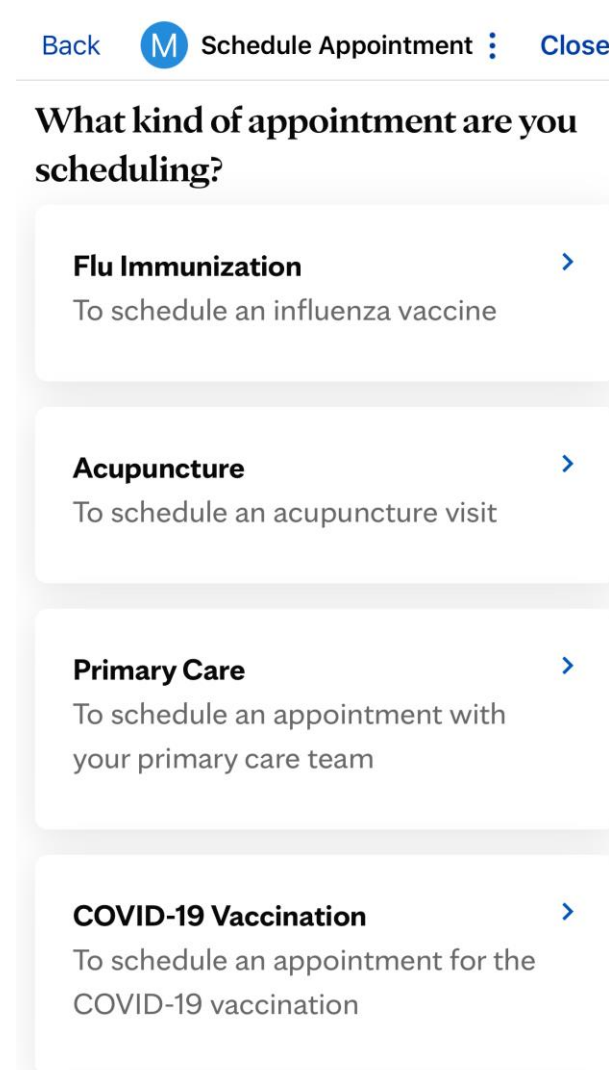 Back M Schedule Appointment Close
What kind of appointment are you
scheduling?
Flu Immunization
To schedule an influenza vaccine
Acupuncture
To schedule an acupuncture visit
Primary Care
To schedule an appointment with
your primary care team
COVID-19 Vaccination
To schedule an appointment for the
COVID-19 vaccination